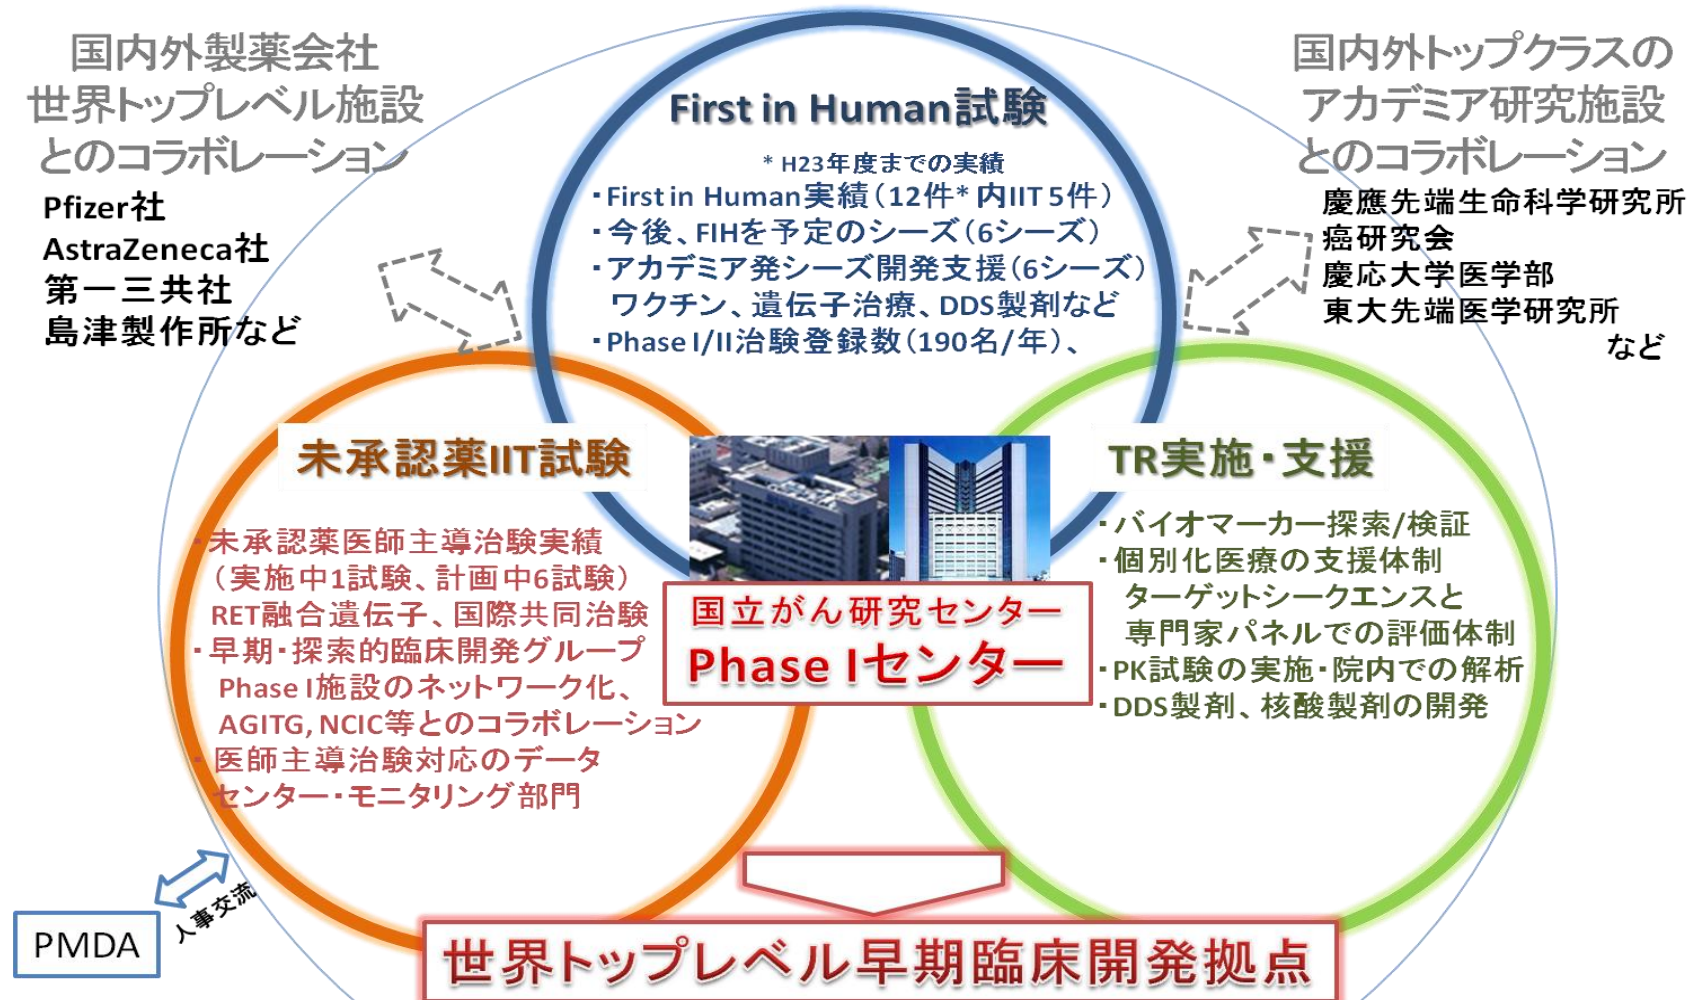 国内外製薬会社
世界トップレベル施設
とのコラボレーション
Pfizer社
AstraZeneca社
第一三共社
島津製作所など
First in Human試験
* H23年度までの実績
・First in Human実績(12件* 内IIT 5件)
・今後、FIHを予定のシーズ(6シーズ)
・アカデミア発シーズ開発支援(6シーズ)
ワクチン、遺伝子治療、DDS製剤など
・Phase I/II治験登録数(190名/年)、
国内外トップクラスの
アカデミア研究施設
とのコラボレーション
慶應先端生命科学研究所
癌研究会
慶応大学医学部
東大先端医学研究所
など
未承認薬IIT試験
・未承認薬医師主導治験実績
(実施中1試験、計画中6試験)
RET融合遺伝子、国際共同治験
・早期・探索的臨床開発グループ
Phase I施設のネットワーク化、
AGITG, NCIC等とのコラボレーション
・医師主導治験対応のデータ
センター・モニタリング部門
国立がん研究センター
Phase Iセンター
TR実施・支援
・バイオマーカー探索/検証
・個別化医療の支援体制
ターゲットシークエンスと
専門家パネルでの評価体制
・PK試験の実施・院内での解析
・DDS製剤、核酸製剤の開発
人事交流
PMDA
世界トップレベル早期臨床開発拠点